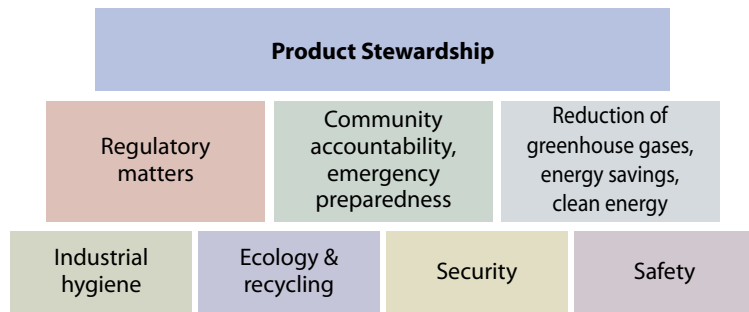 Product Stewardship
Regulatory
matters
Community
accountability,
emergency
preparedness
Reduction of
greenhouse gases,
energy savings,
clean energy
Industrial
hygiene
Ecology &
recycling
Security
Safety